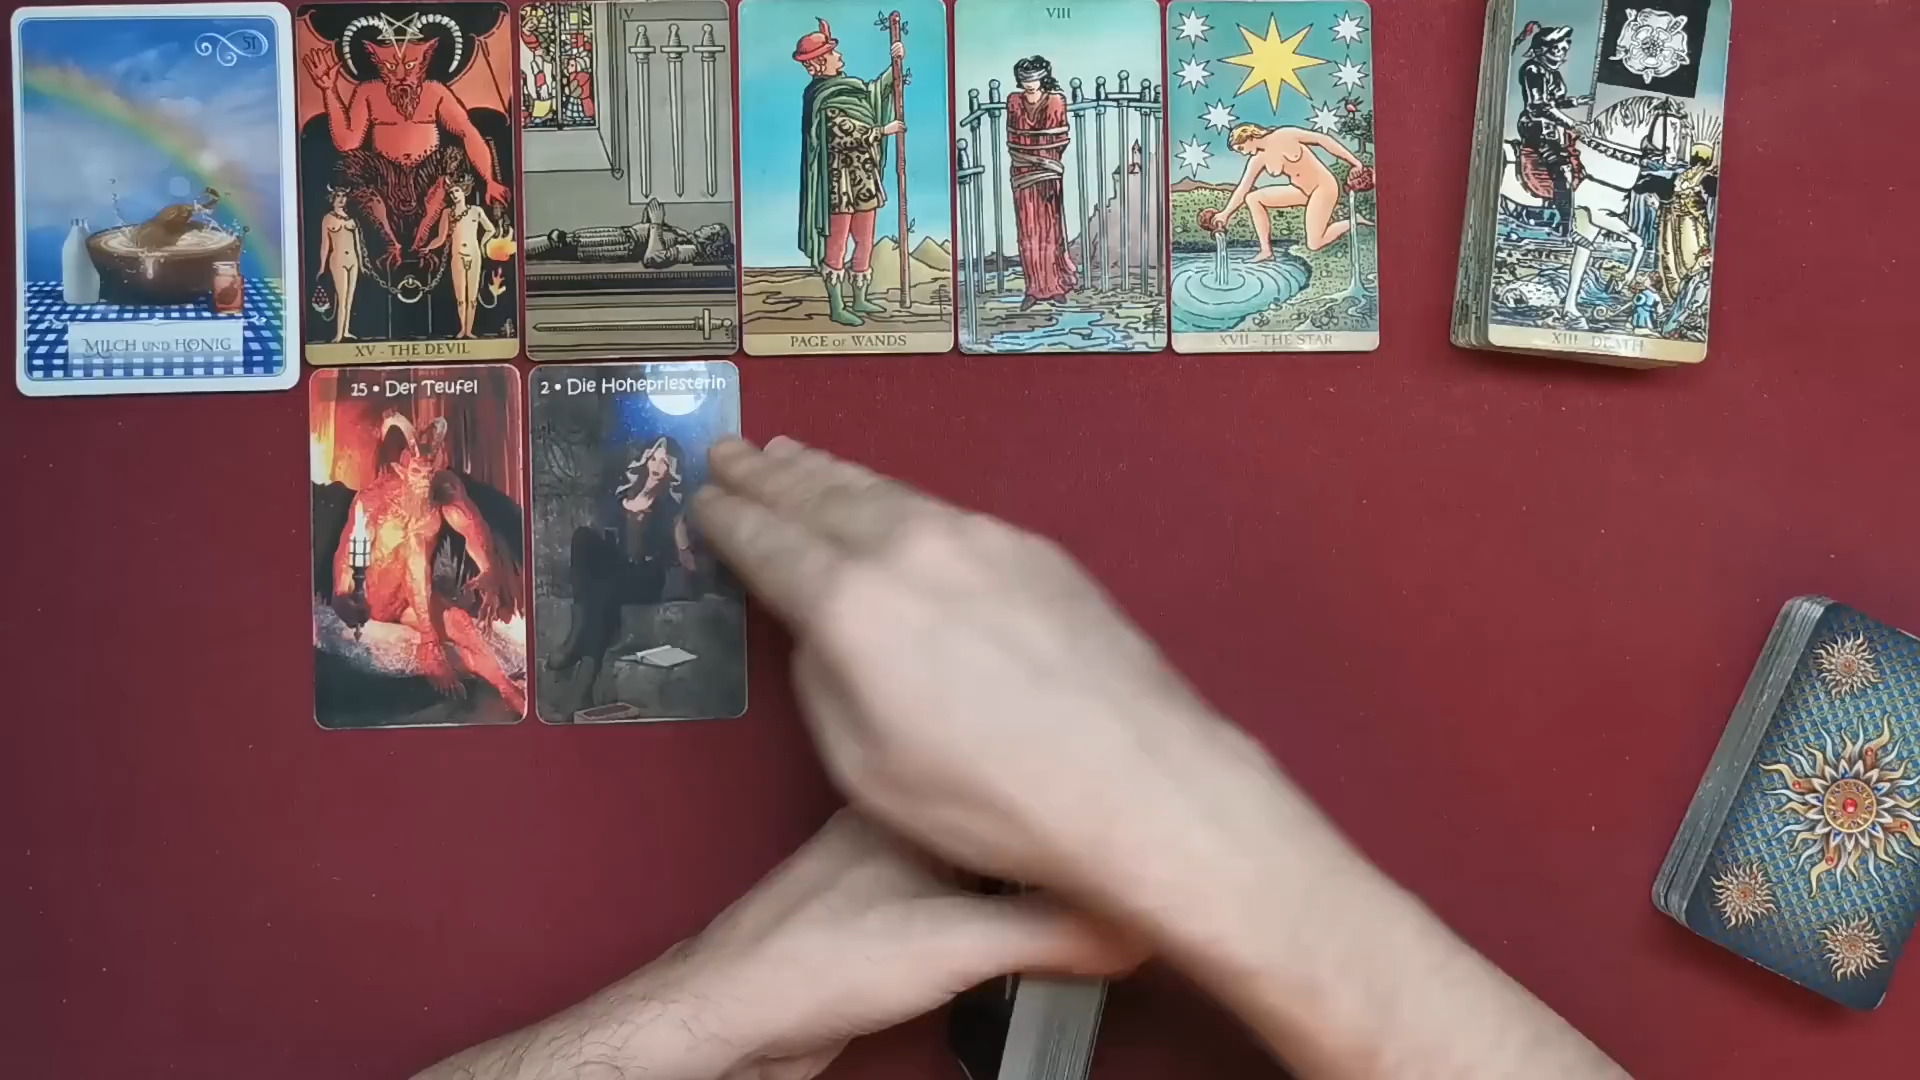 51
MILCH UND HONIG
XV - THE DEVIL
IV
PAGE OF WANDS
VIII
XVII - THE STAR
XIII DEATH
15 • Der Teufel
2 • Die Hohepriesterin